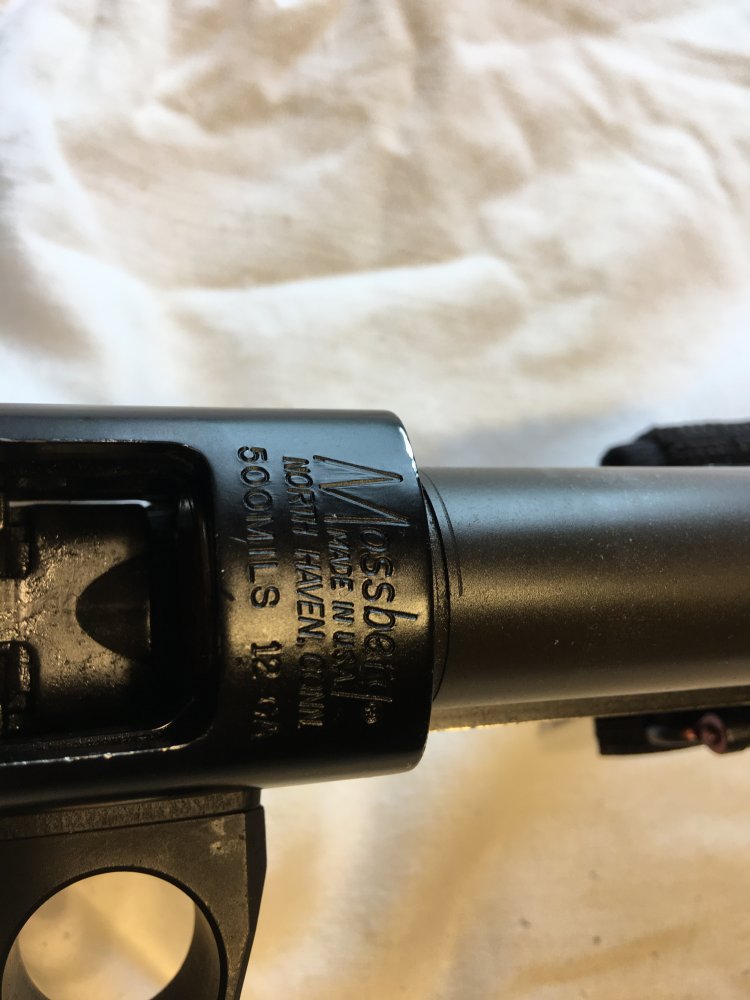 Mossberg
MADE IN U.S.A.
NORTH HAVEN, CONN.
500MILS 12 GA